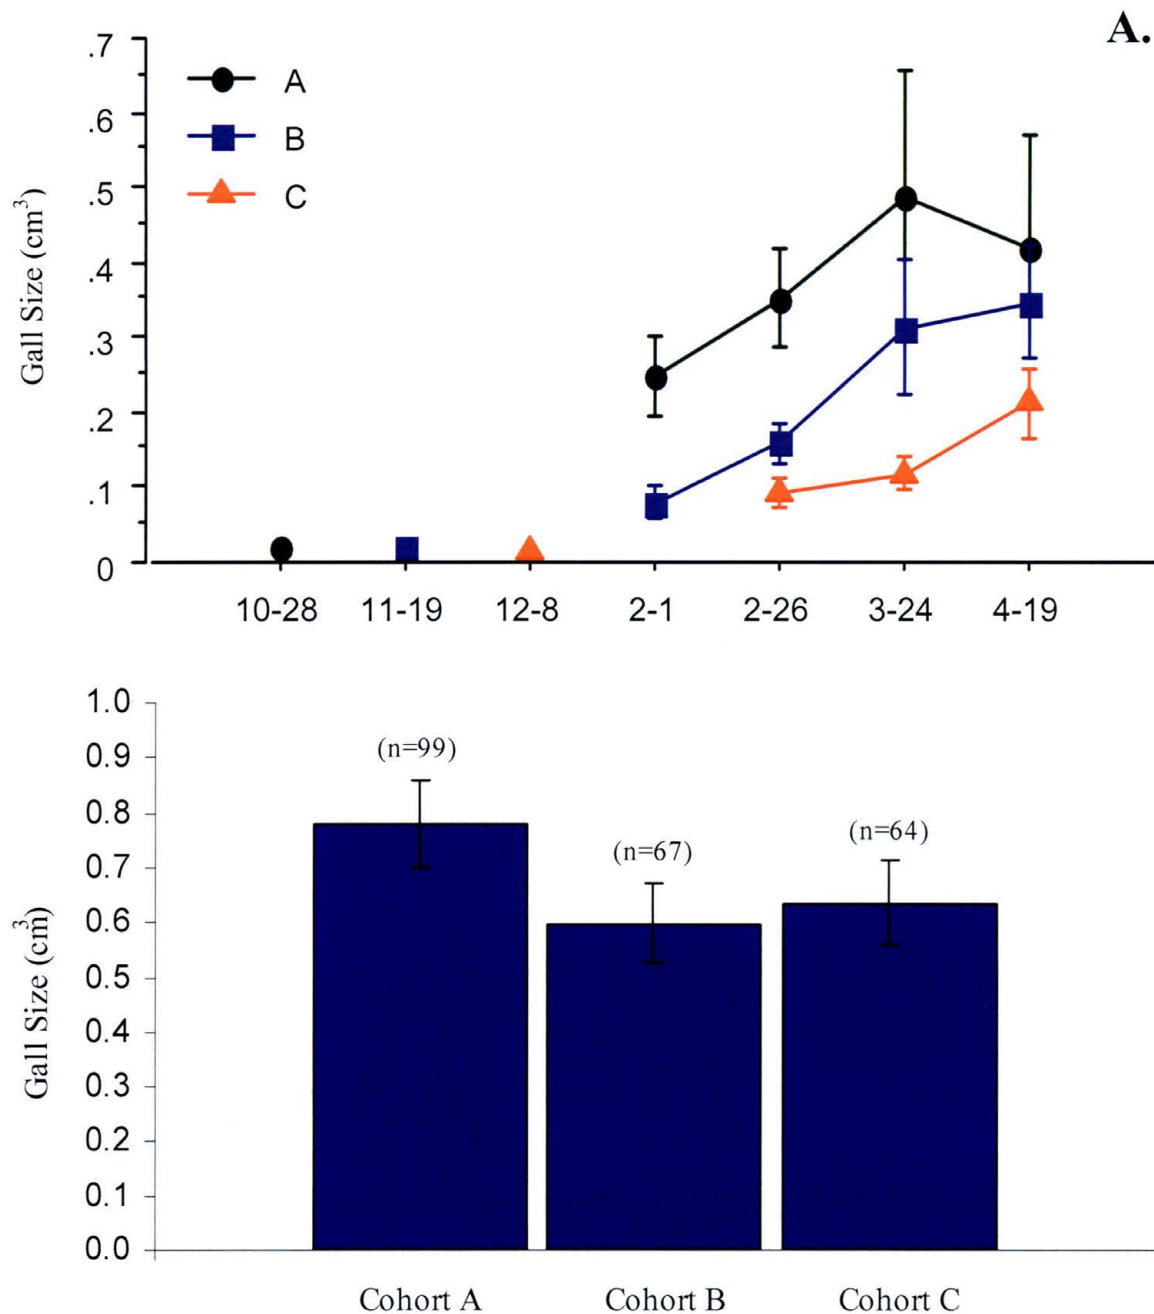 A.
.7
.6
.5
.4
.3
.2
.1
0
Gall Size (cm³)
A
B
C
10-28 11-19 12-8 2-1 2-26 3-24 4-19
1.0
0.9
0.8
0.7
0.6
0.5
0.4
0.3
0.2
0.1
0.0
Gall Size (cm³)
(n=99)
(n=67)
(n=64)
Cohort A Cohort B Cohort C